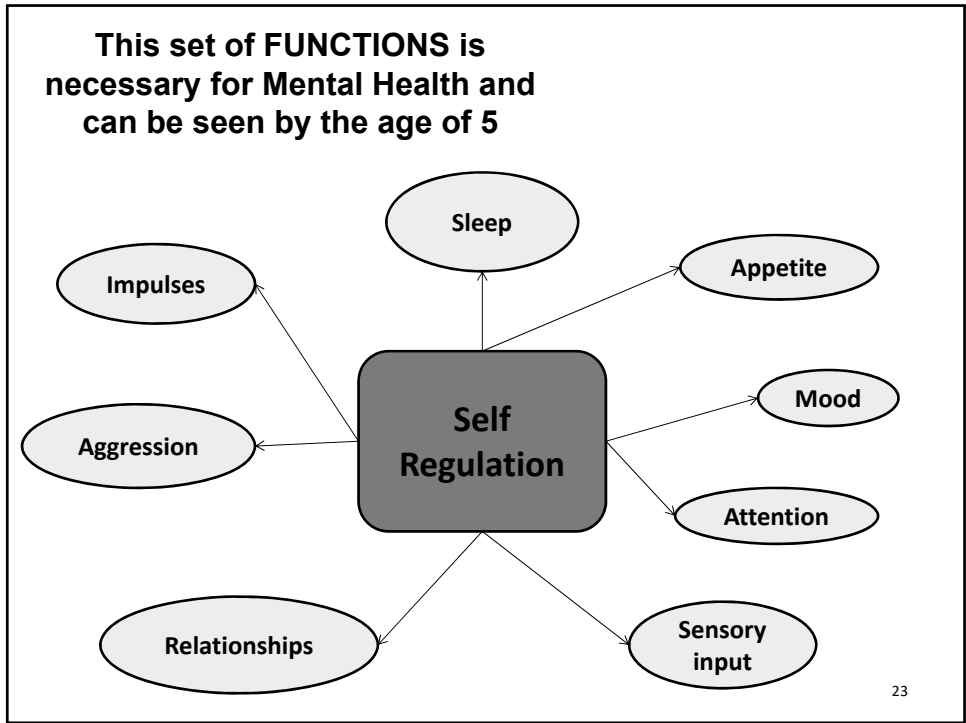 This set of FUNCTIONS is
necessary for Mental Health and
can be seen by the age of 5
Sleep
Appetite
Impulses
Mood
Self
Regulation
Aggression
Attention
Relationships
Sensory
input
23